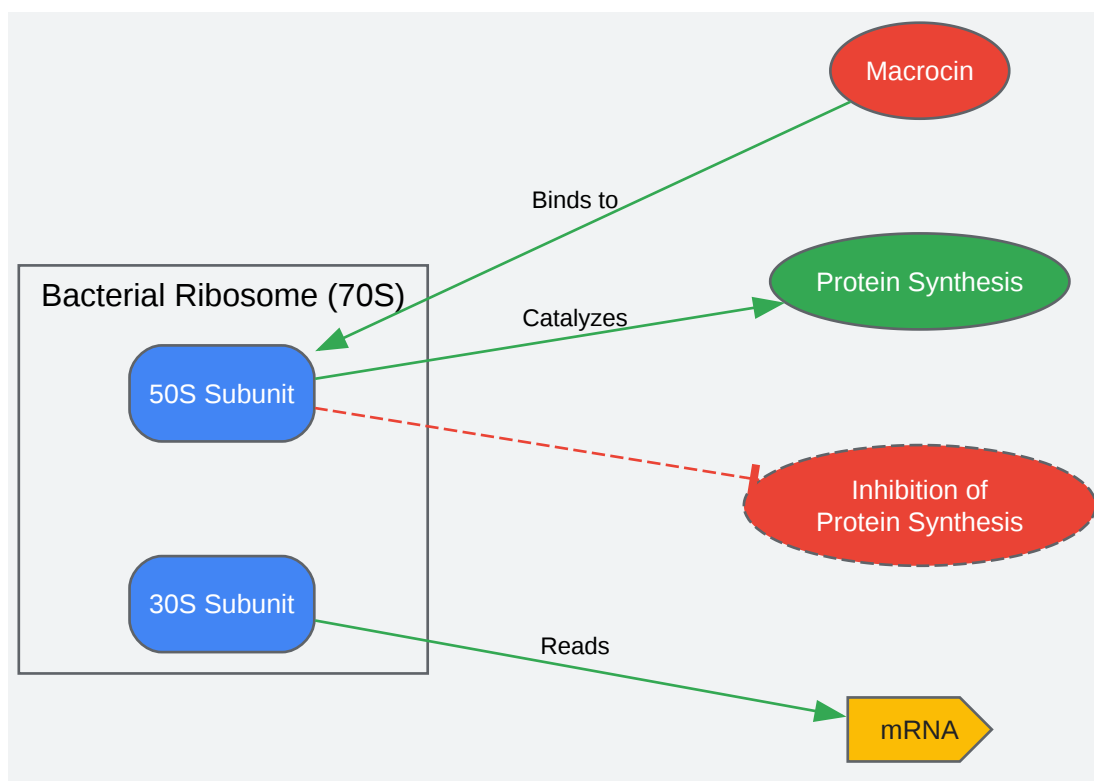 Macrocin
Binds to
Protein Synthesis
Bacterial Ribosome (70S)
Catalyzes
50S Subunit
Inhibition of
Protein Synthesis
30S Subunit
Reads
mRNA